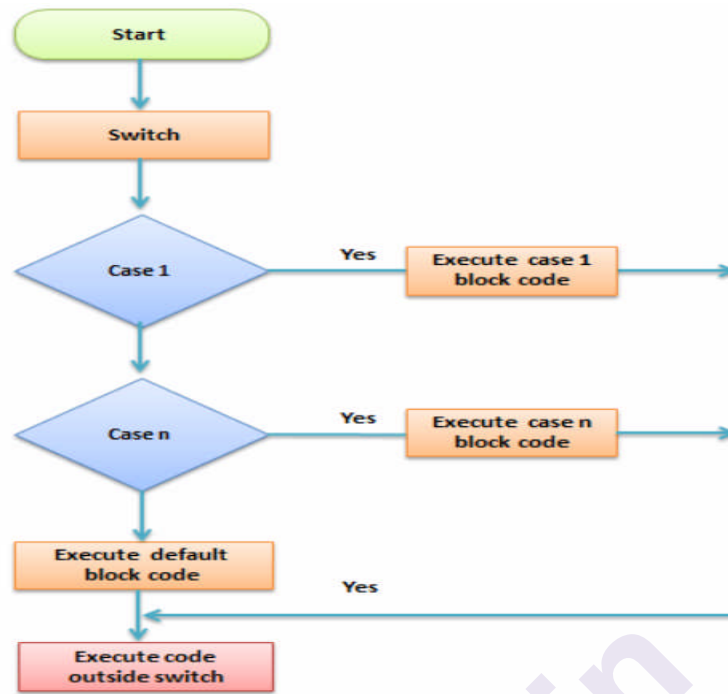 Start
Switch
Case 1
Yes
Execute case 1
block code
Case n
Yes
Execute case n
block code
Execute default
block code
Yes
Execute code
outside switch
in